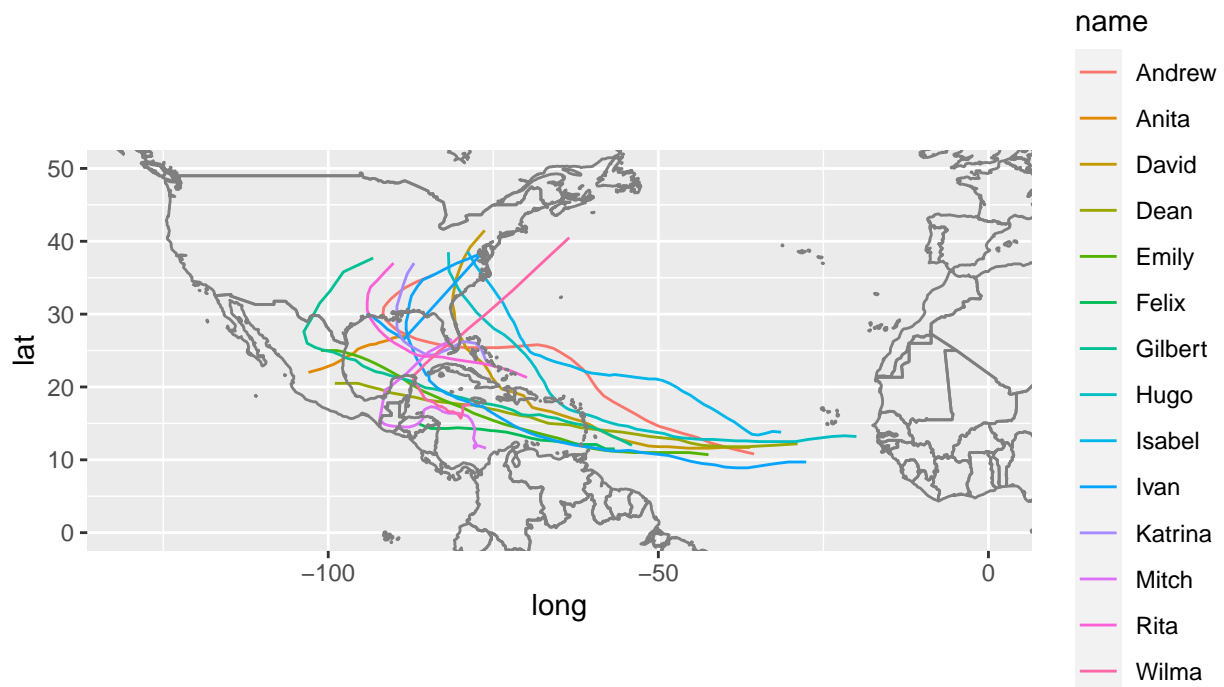 name
Andrew
Anita
David
Dean
Emily
Felix
Gilbert
Hugo
Isabel
Ivan
Katrina
Mitch
Rita
Wilma
lat
50
40
30
20
10
0
−100
−50
0
long